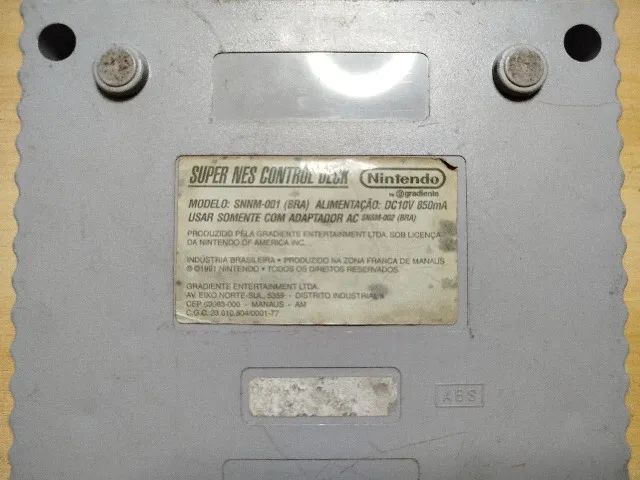 SUPER NES CONTROL DECK Nintendo
by gradiente
MODELO: SNNM-001 (BRA) ALIMENTAÇÃO: DC10V 850mA
USAR SOMENTE COM ADAPTADOR AC SNSM-002 (BRA)
PRODUZIDO PELA GRADIENTE ENTERTAINMENT LTDA. SOB LICENÇA
DA NINTENDO OF AMERICA INC.
INDÚSTRIA BRASILEIRA • PRODUZIDO NA ZONA FRANCA DE MANAUS
® ©1991 NINTENDO • TODOS OS DIREITOS RESERVADOS
GRADIENTE ENTERTAINMENT LTDA.
AV. EIXO NORTE-SUL, - DISTRITO INDUSTRIAL
CEP - MANAUS - AM
C.G.C.
ABS